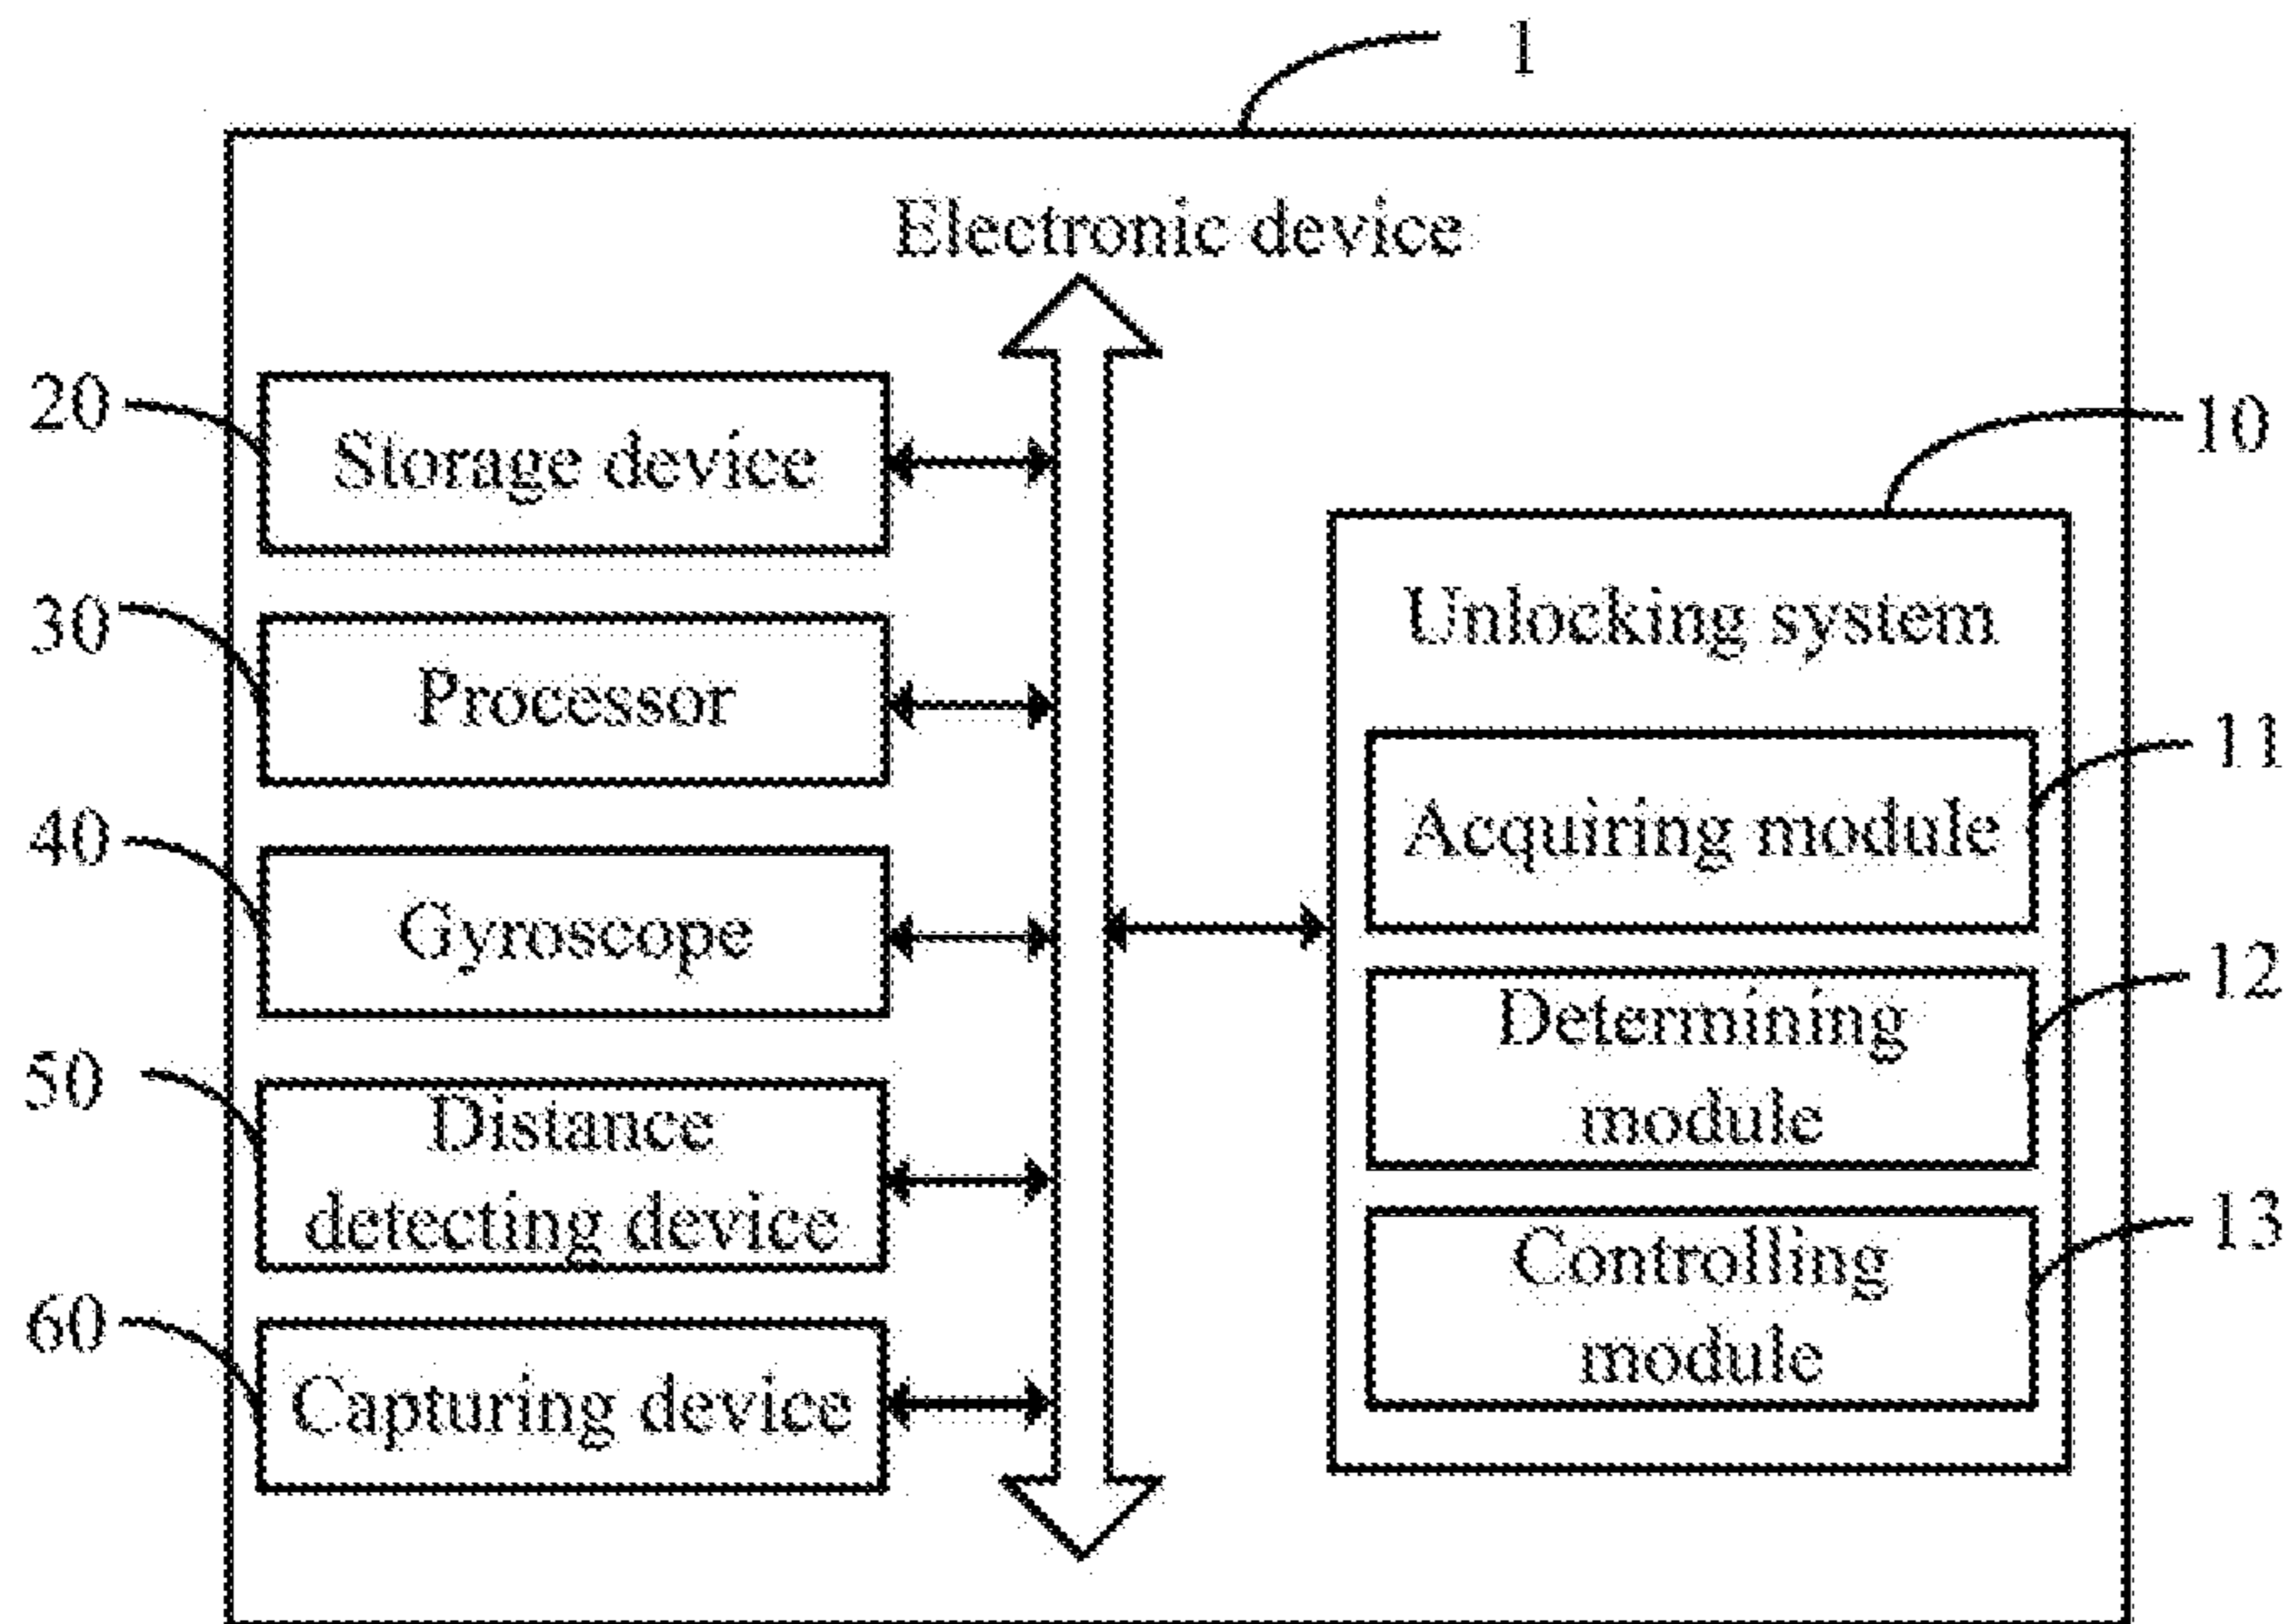 1
Electronic device
20
Storage device
30
Processor
40
Gyroscope
50
Distance
detecting device
60
Capturing device
10
Unlocking system
11
Acquiring module
12
Determining
module
13
Controlling
module